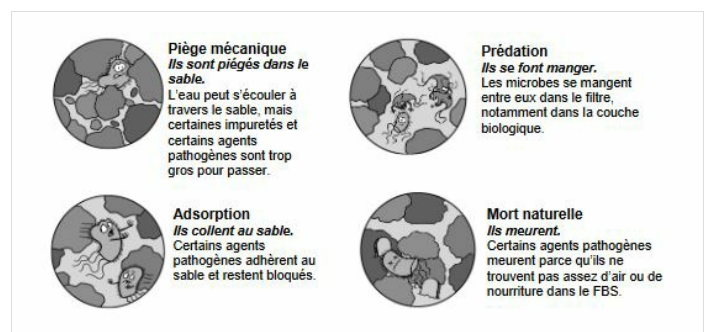 Piège mécanique
Ils sont piégés dans le
sable.
L'eau peut s'écouler à
travers le sable, mais
certaines impuretés et
certains agents
pathogènes sont trop
gros pour passer.
Prédation
Ils se font manger.
Les microbes se mangent
entre eux dans le filtre,
notamment dans la couche
biologique.
Adsorption
Ils collent au sable.
Certains agents
pathogènes adhèrent au
sable et restent bloqués.
Mort naturelle
Ils meurent.
Certains agents pathogènes
meurent parce qu'ils ne
trouvent pas assez d'air ou de
nourriture dans le FBS.